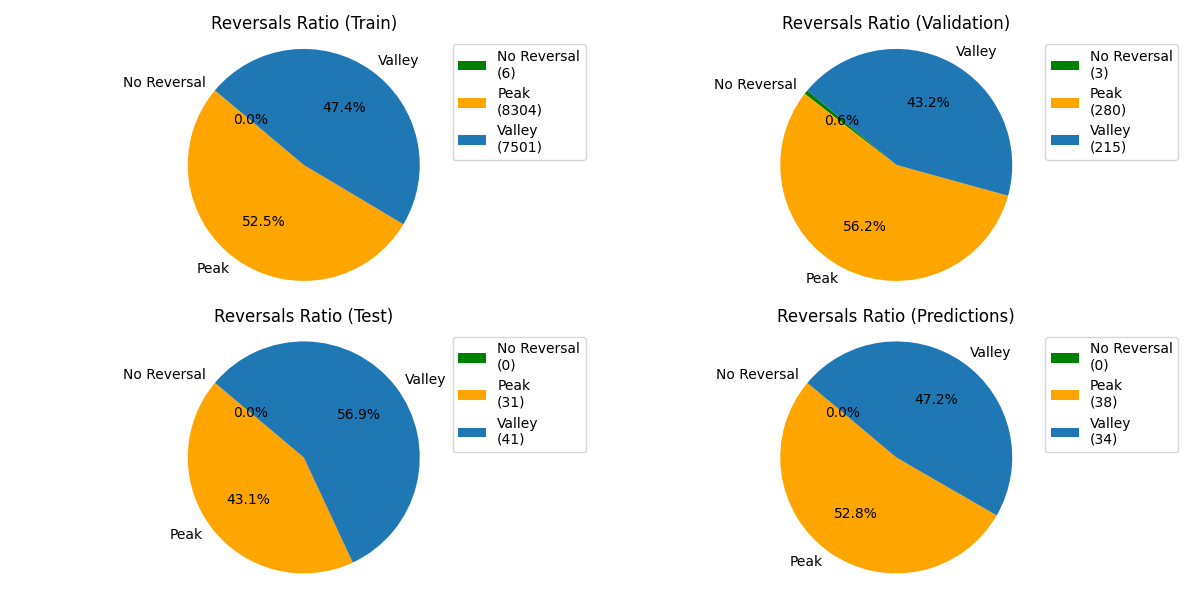 Reversals Ratio (Train)
No Reversal
Valley
Peak
0.0%
47.4%
52.5%
No Reversal
(6)
Peak
(8304)
Valley
(7501)
Reversals Ratio (Validation)
No Reversal
Valley
Peak
0.6%
43.2%
56.2%
No Reversal
(3)
Peak
(280)
Valley
(215)
Reversals Ratio (Test)
No Reversal
Valley
Peak
0.0%
56.9%
43.1%
No Reversal
(0)
Peak
(31)
Valley
(41)
Reversals Ratio (Predictions)
No Reversal
Valley
Peak
0.0%
47.2%
52.8%
No Reversal
(0)
Peak
(38)
Valley
(34)